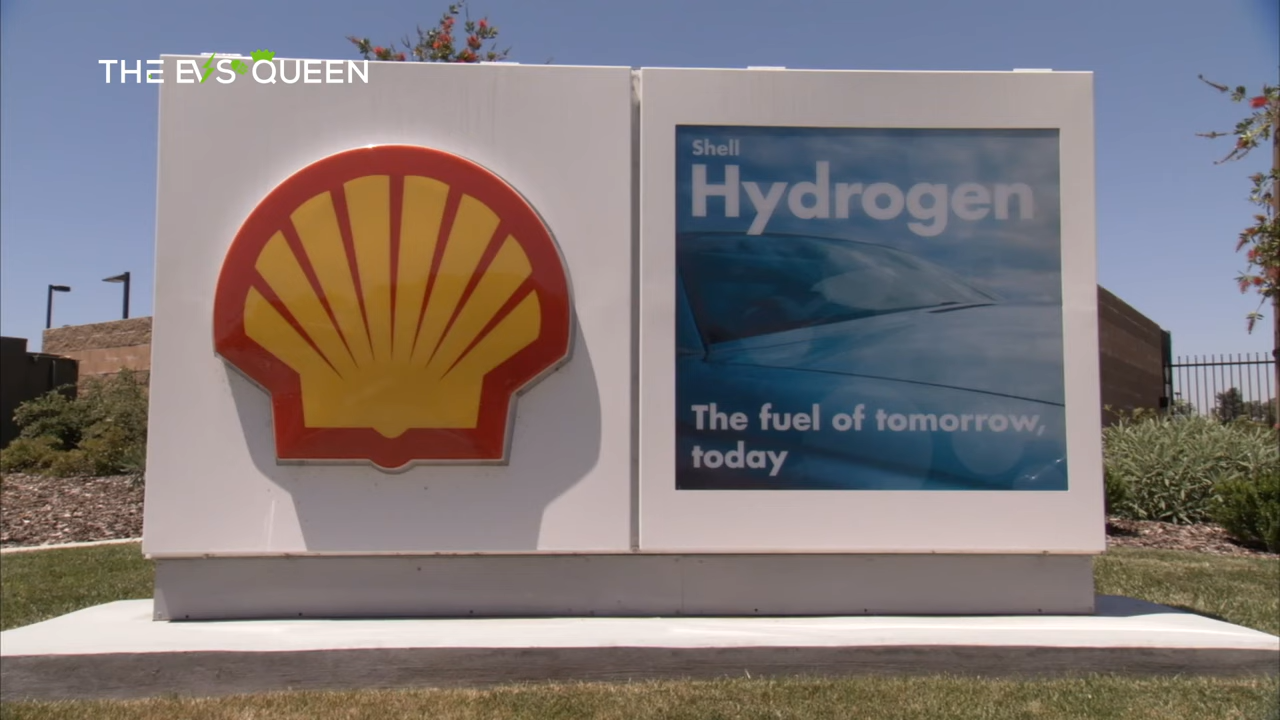 THE EVS QUEEN
Shell
Hydrogen
The fuel of tomorrow,
today